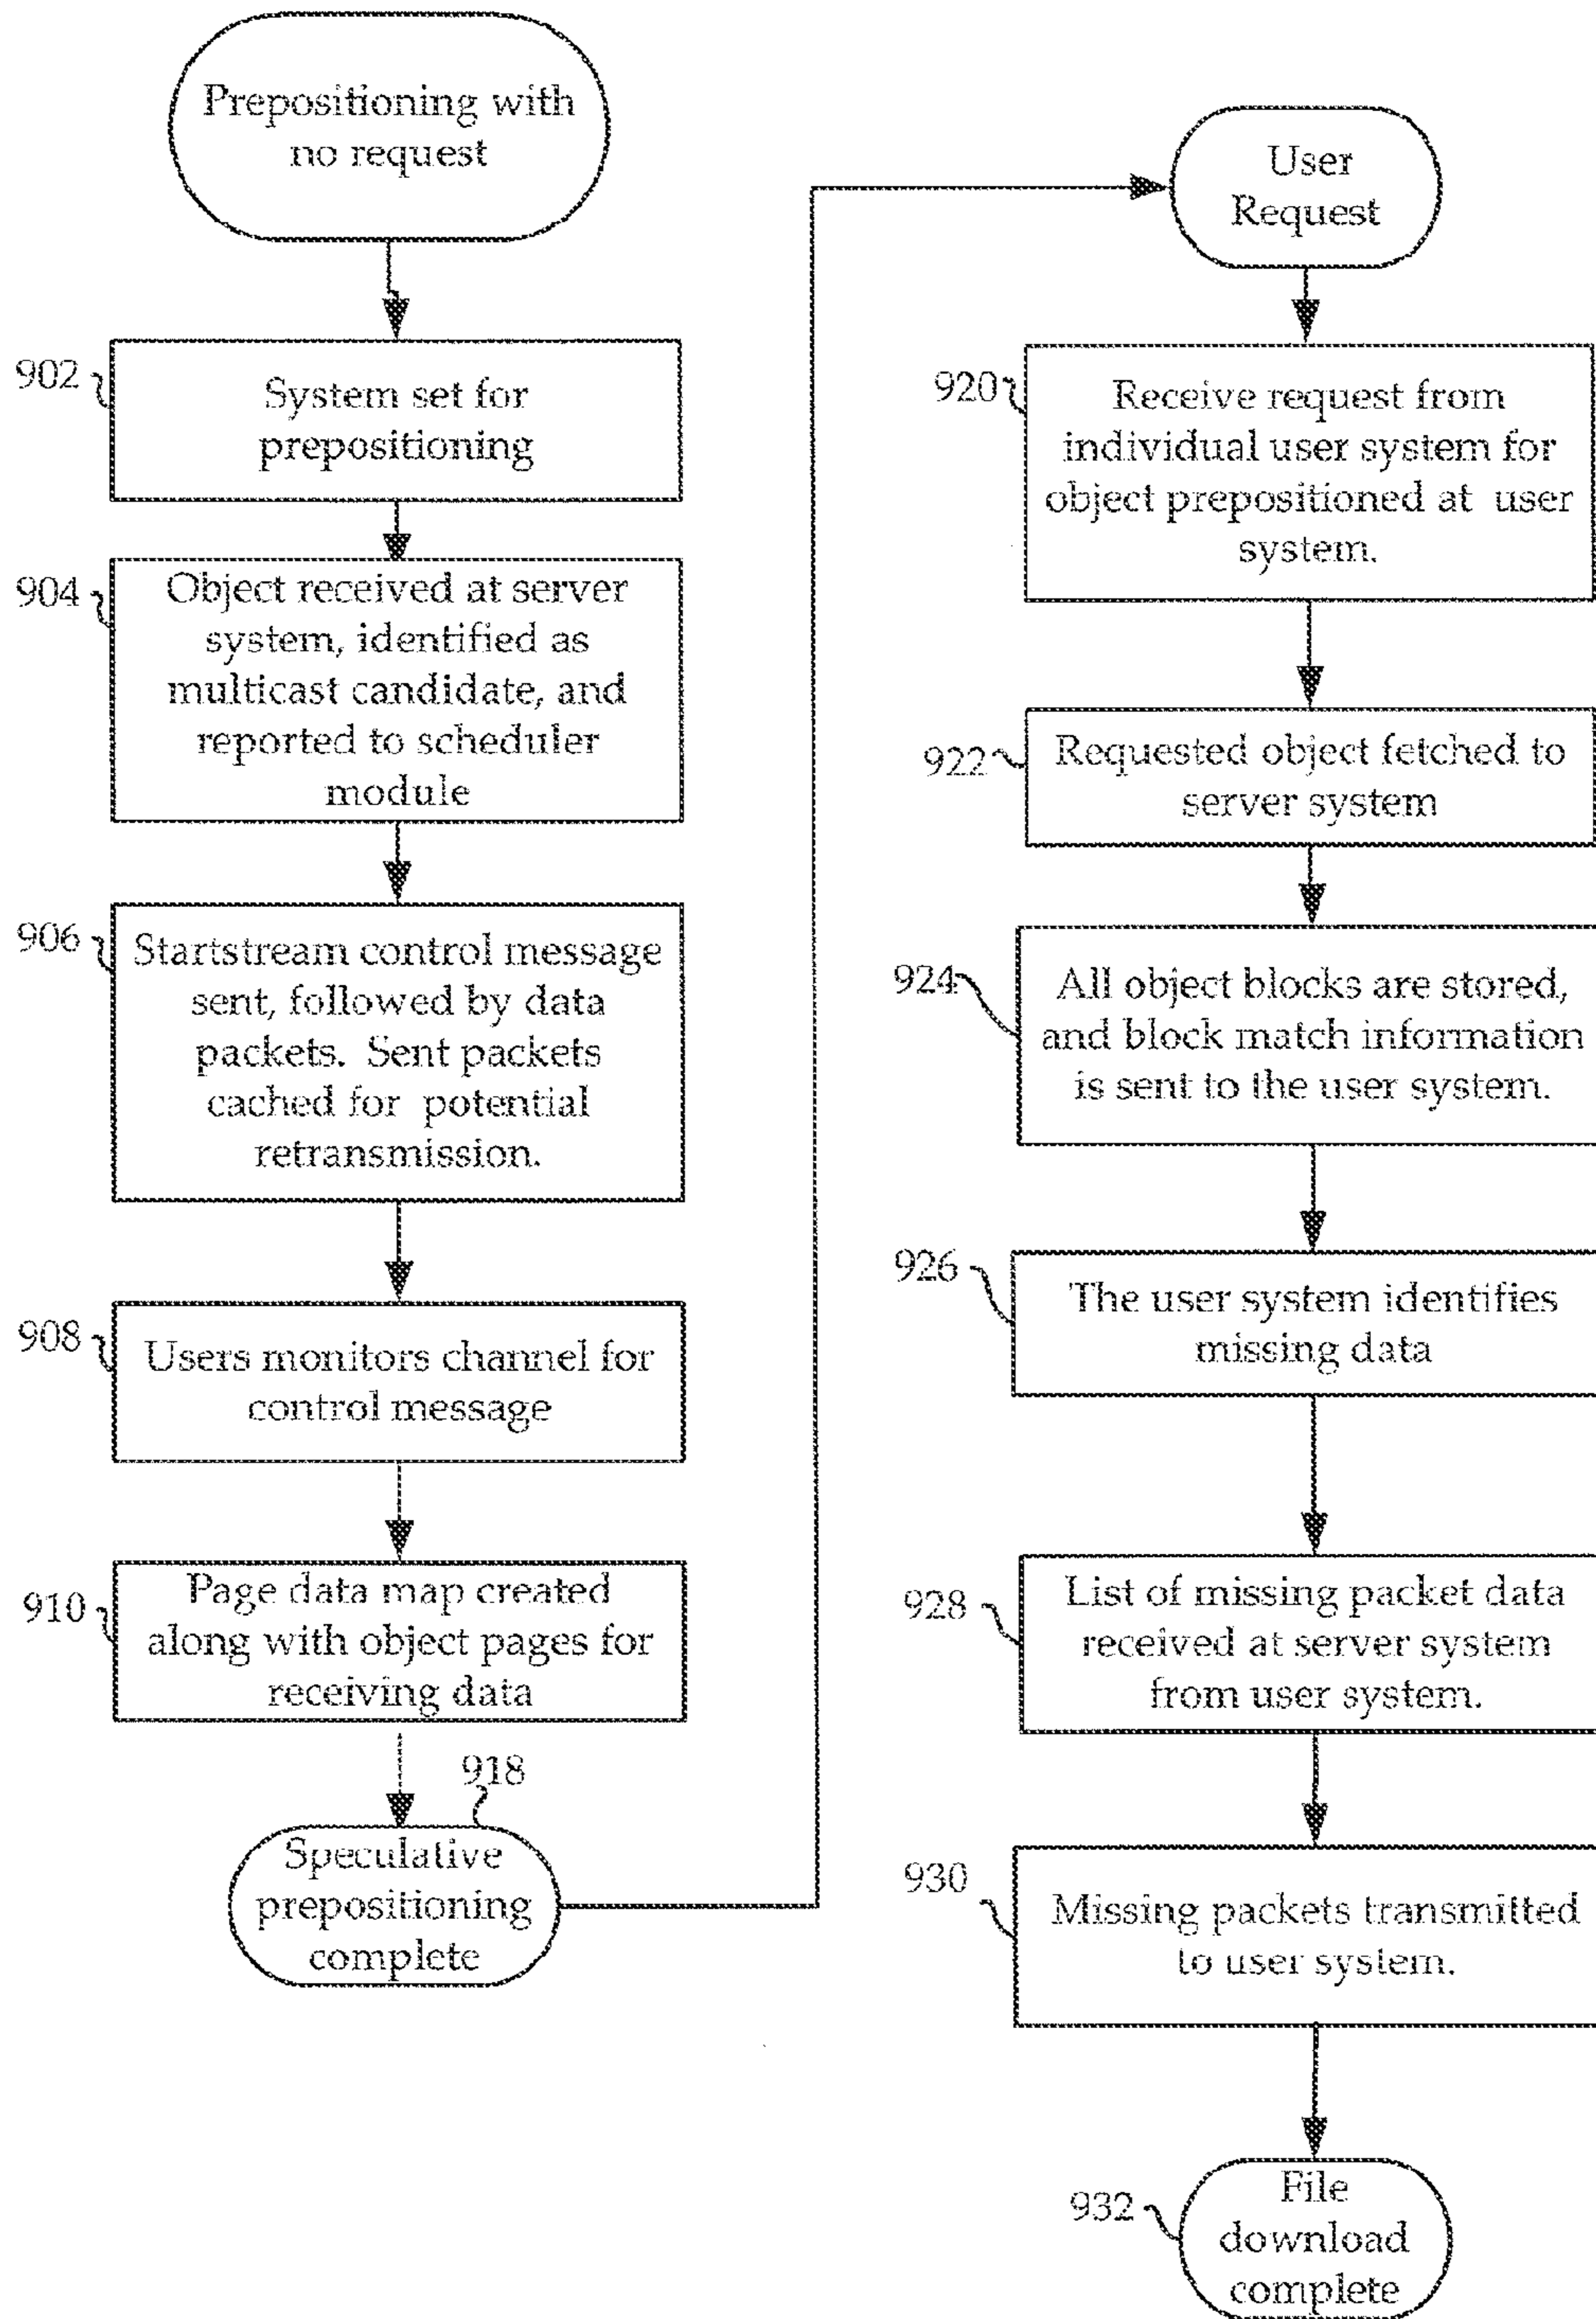 Prepositioning with
no request
902
System set for
prepositioning
904
Object received at server
system, identified as
multicast candidate, and
reported to scheduler
module
906
Startstream control message
sent, followed by data
packets. Sent packets
cached for potential
retransmission.
908
Users monitors channel for
control message
910
Page data map created
along with object pages for
receiving data
918
Speculative
prepositioning
complete
User
Request
920
Receive request from
individual user system for
object prepositioned at user
system.
922
Requested object fetched to
server system
924
All object blocks are stored,
and block match information
is sent to the user system.
926
The user system identifies
missing data
928
List of missing packet data
received at server system
from user system.
930
Missing packets transmitted
to user system.
932
File
download
complete